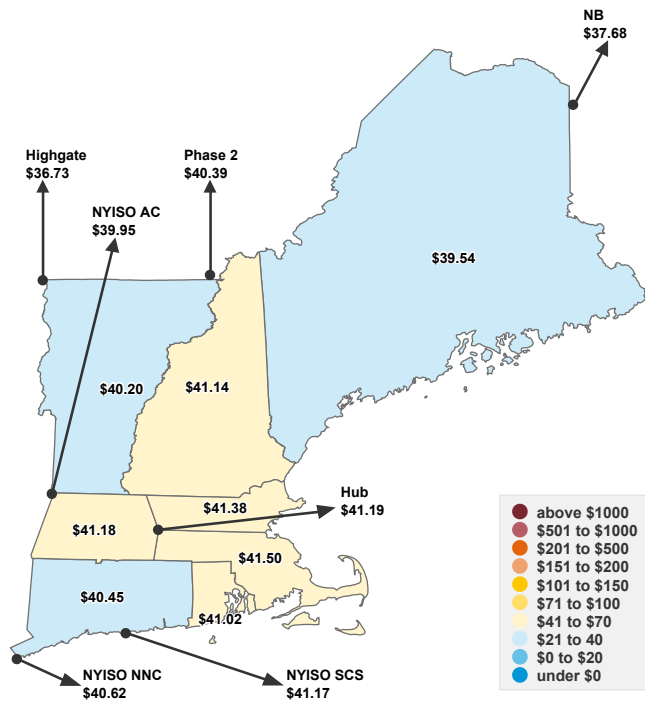 NB
$37.68
Highgate
$36.73
Phase 2
$40.39
NYISO AC
$39.95
$39.54
$40.20
$41.14
Hub
$41.19
$41.38
$41.18
$41.50
$40.45
$41.02
NYISO NNC
$40.62
NYISO SCS
$41.17
above $1000
$501 to $1000
$201 to $500
$151 to $200
$101 to $150
$71 to $100
$41 to $70
$21 to 40
$0 to $20
under $0